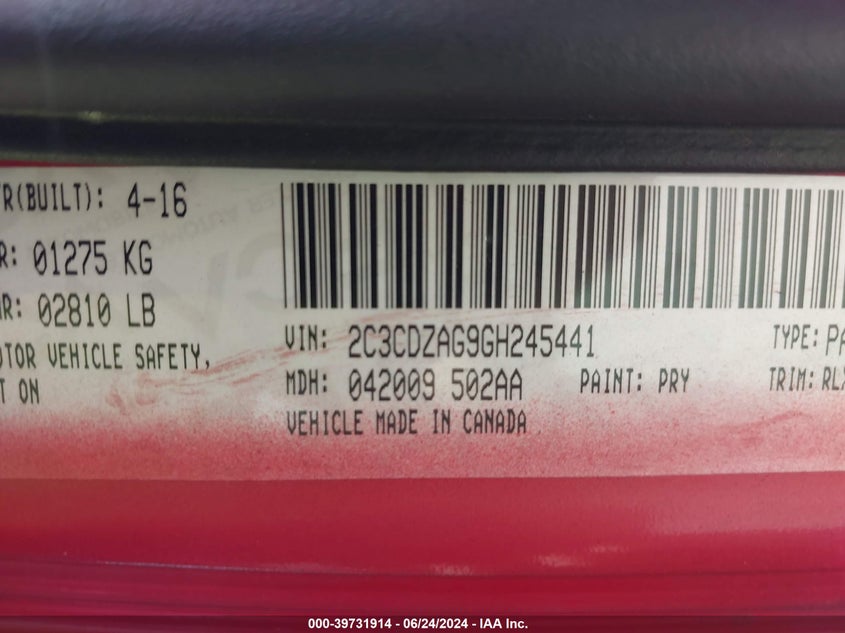 R(BUILT): 4-16
R: 01275 KG
R: 02810 LB
OTOR VEHICLE SAFETY,
T ON
VIN: 2C3CDZAG9GH245441
TYPE: PA
MDH: 042009 502AA
PAINT: PRY
TRIM: RLX
VEHICLE MADE IN CANADA
000-39731914 / 06/24/2024 - IAA Inc.